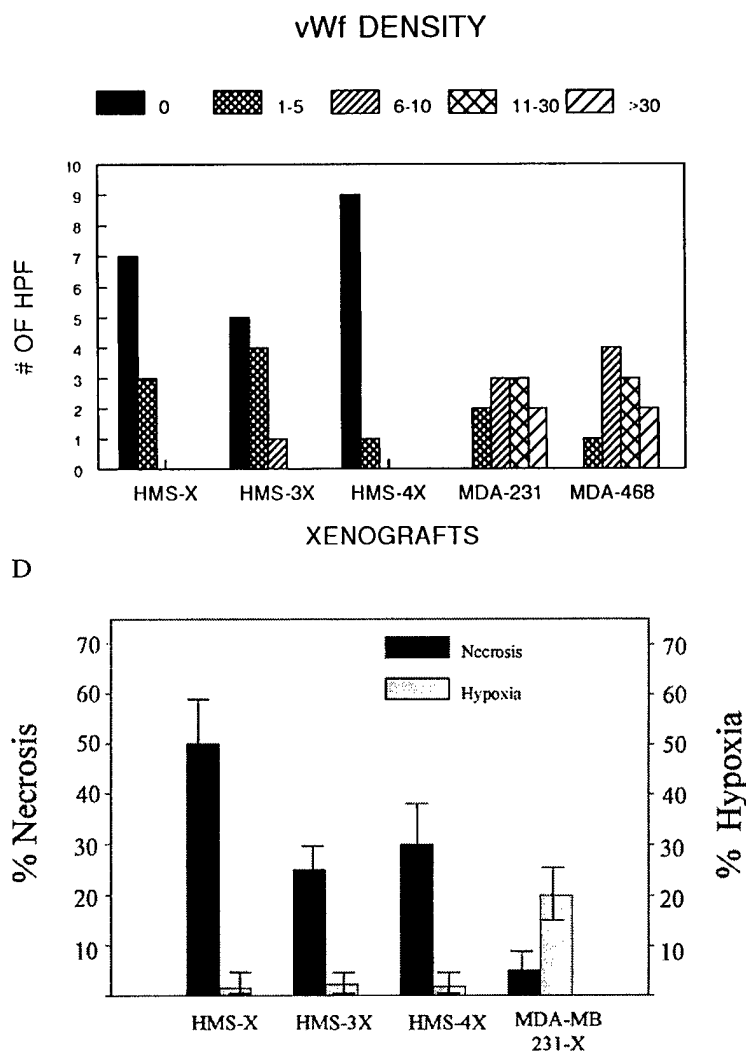 vWf DENSITY
0 1-5 6-10 11-30 >30
10
9
8
7
6
5
4
3
2
1
0
# OF HPF
HMS-X HMS-3X HMS-4X MDA-231 MDA-468
XENOGRAFTS
D
70
60
50
40
30
20
10
% Necrosis
Necrosis
Hypoxia
70
60
50
40
30
20
10
% Hypoxia
HMS-X HMS-3X HMS-4X MDA-MB
231-X